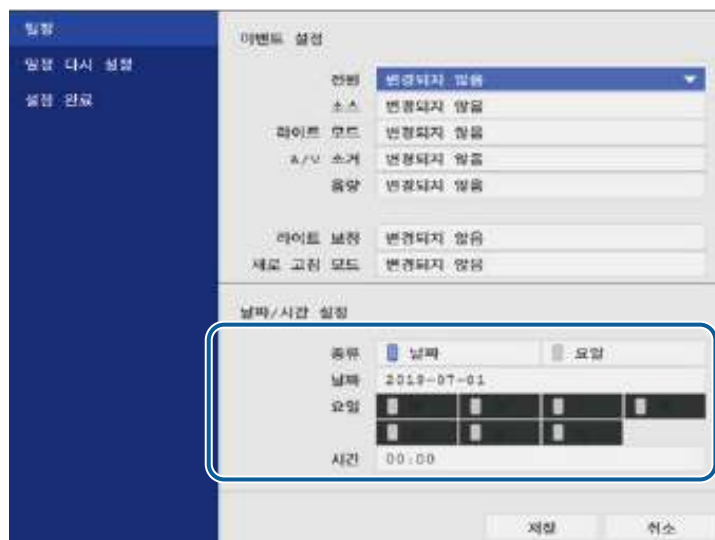 일정
일정 다시 설정
설정 완료
이벤트 설정
전원 변경되지 않음
소스 변경되지 않음
라이트 모드 변경되지 않음
A/V 소거 변경되지 않음
음량 변경되지 않음
라이트 보정 변경되지 않음
새로 고침 모드 변경되지 않음
날짜/시간 설정
종류 날짜 요일
날짜 2019-07-01
요일
시간 00:00
저장 취소